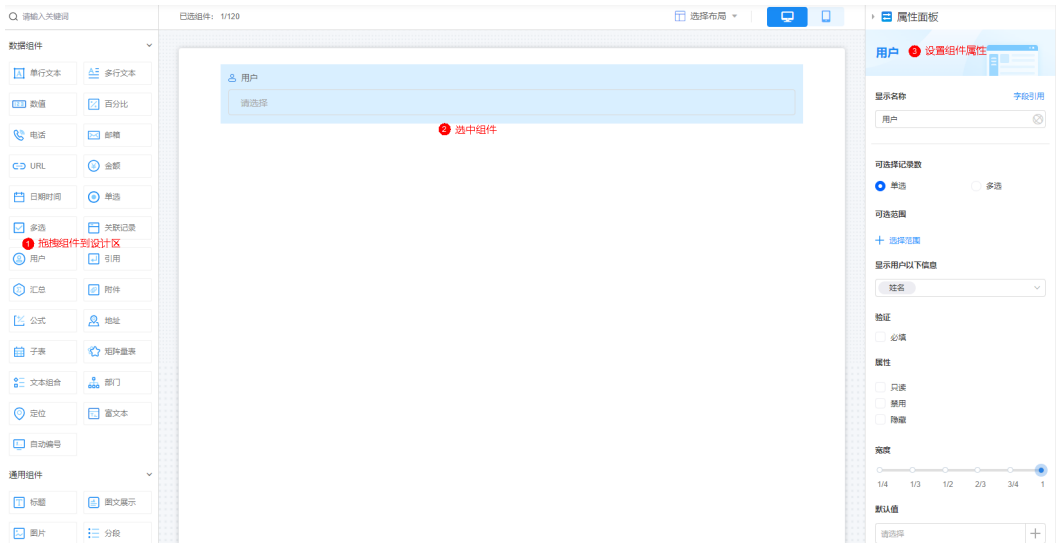 请输入关键词
已选组件: 1/120
选择布局
属性面板
数据组件
单行文本
多行文本
数值
百分比
电话
邮箱
URL
金额
日期时间
单选
多选
关联记录
1 拖拽组件到设计区
用户
引用
汇总
附件
公式
地址
子表
矩阵量表
文本组合
部门
定位
富文本
自动编号
通用组件
标题
图文展示
图片
分段
用户
请选择
2 选中组件
用户
3 设置组件属性
显示名称
字段引用
用户
可选择记录数
单选
多选
可选范围
选择范围
显示用户以下信息
姓名
验证
必填
属性
只读
禁用
隐藏
宽度
1/4 1/3 1/2 2/3 3/4 1
默认值
请选择